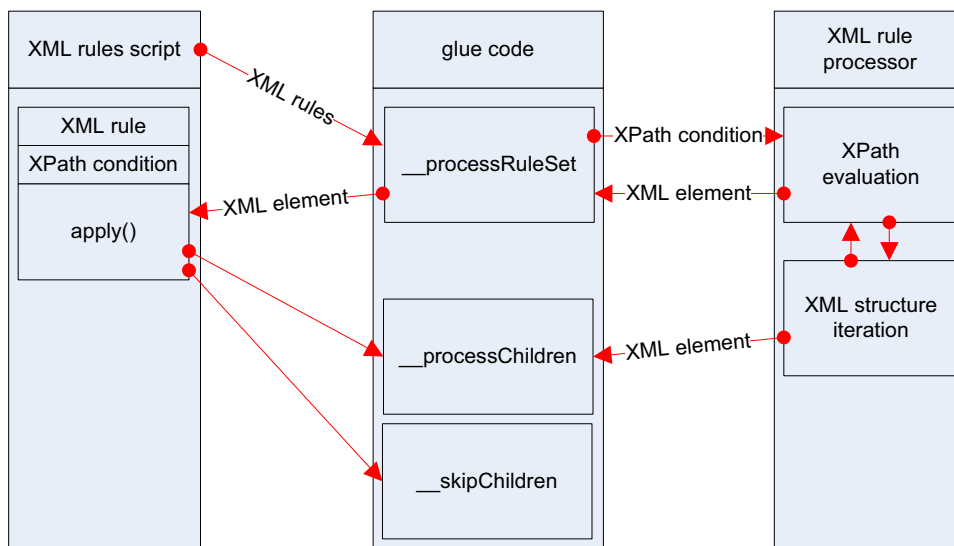 XML rules script
glue code
XML rule
processor
XML rules
XML rule
XPath condition
apply()
XML element
__processRuleSet
XPath condition
XML element
XPath
evaluation
XML structure
iteration
XML element
__processChildren
__skipChildren